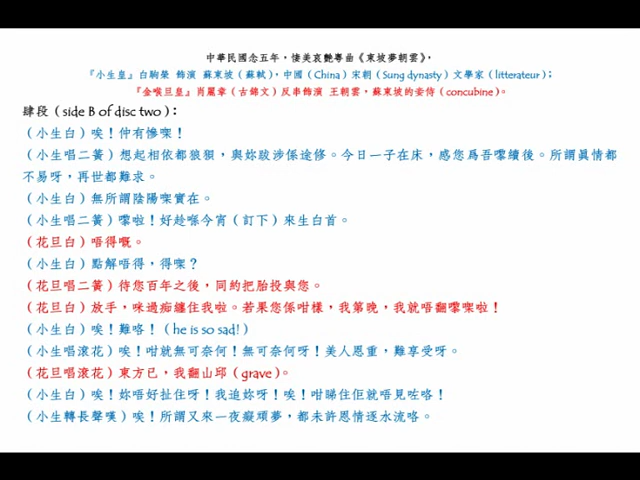 中華民國念五年，悽美哀艷粵曲《東坡夢朝雲》，
『小生皇』白駒榮 飾演 蘇東坡（蘇軾），中國（China）宋朝（Sung dynasty）文學家（litterateur）；
『金喉旦皇』肖麗章（古錦文）反串飾演 王朝雲，蘇東坡的妾侍（concubine）。
肆段（side B of disc two）：
（小生白）唉！仲有慘㗎！
（小生唱二簧）想起相依都狼狽，與妳跋涉係途修。今日一子在床，感您爲吾嚟續後。所謂眞情都
不易呀，再世都難求。
（小生白）無所謂陰陽㗎實在。
（小生唱二簧）嚟啦！好趁喺今宵（訂下）來生白首。
（花旦白）唔得嘅。
（小生白）點解唔得，得㗎？
（花旦唱二簧）待您百年之後，同約把胎投與您。
（花旦白）放手，咪過痴纏住我啦。若果您係咁樣，我第晚，我就唔翻嚟㗎啦！
（小生白）唉！難咯！（he is so sad!）
（小生唱滾花）唉！咁就無可奈何！無可奈何呀！美人恩重，難享受呀。
（花旦唱滾花）東方已，我翻山邱（grave）。
（小生白）唉！妳唔好扯住呀！我追妳呀！唉！咁睇住佢就唔見咗咯！
（小生轉長聲嘆）唉！所謂又來一夜癡頑夢，都未許恩情逐水流咯。